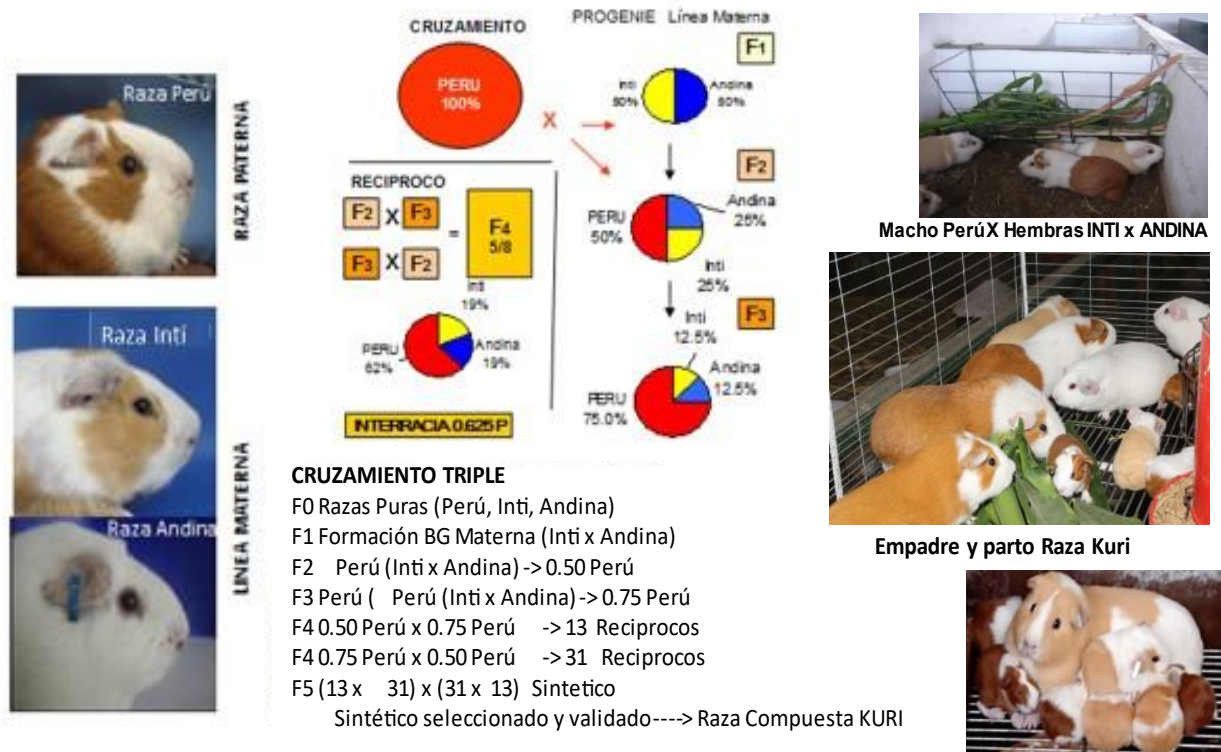 Raza Perú
RAZA PATERNA
Raza Inti
Raza Andina
LINEA MATERNA
CRUZAMIENTO
PERU
100%
X
PROGENIE Línea Materna
F1
Inti
50%
Andina
50%
F2
PERU
50%
Andina
25%
Inti
25%
F3
Inti
12.5%
Andina
12.5%
PERU
75.0%
RECIPROCO
F2 X F3
=
F4
5/8
F3 X F2
Inti
19%
PERU
62%
Andina
19%
INTERRACIA 0.625 P
CRUZAMIENTO TRIPLE
F0 Razas Puras (Perú, Inti, Andina)
F1 Formación BG Materna (Inti x Andina)
F2 Perú (Inti x Andina) -> 0.50 Perú
F3 Perú ( Perú (Inti x Andina) -> 0.75 Perú
F4 0.50 Perú x 0.75 Perú -> 13 Reciprocos
F4 0.75 Perú x 0.50 Perú -> 31 Reciprocos
F5 (13 x 31) x (31 x 13) Sintetico
Sintético seleccionado y validado----> Raza Compuesta KURI
Macho Perú X Hembras INTI x ANDINA
Empadre y parto Raza Kuri